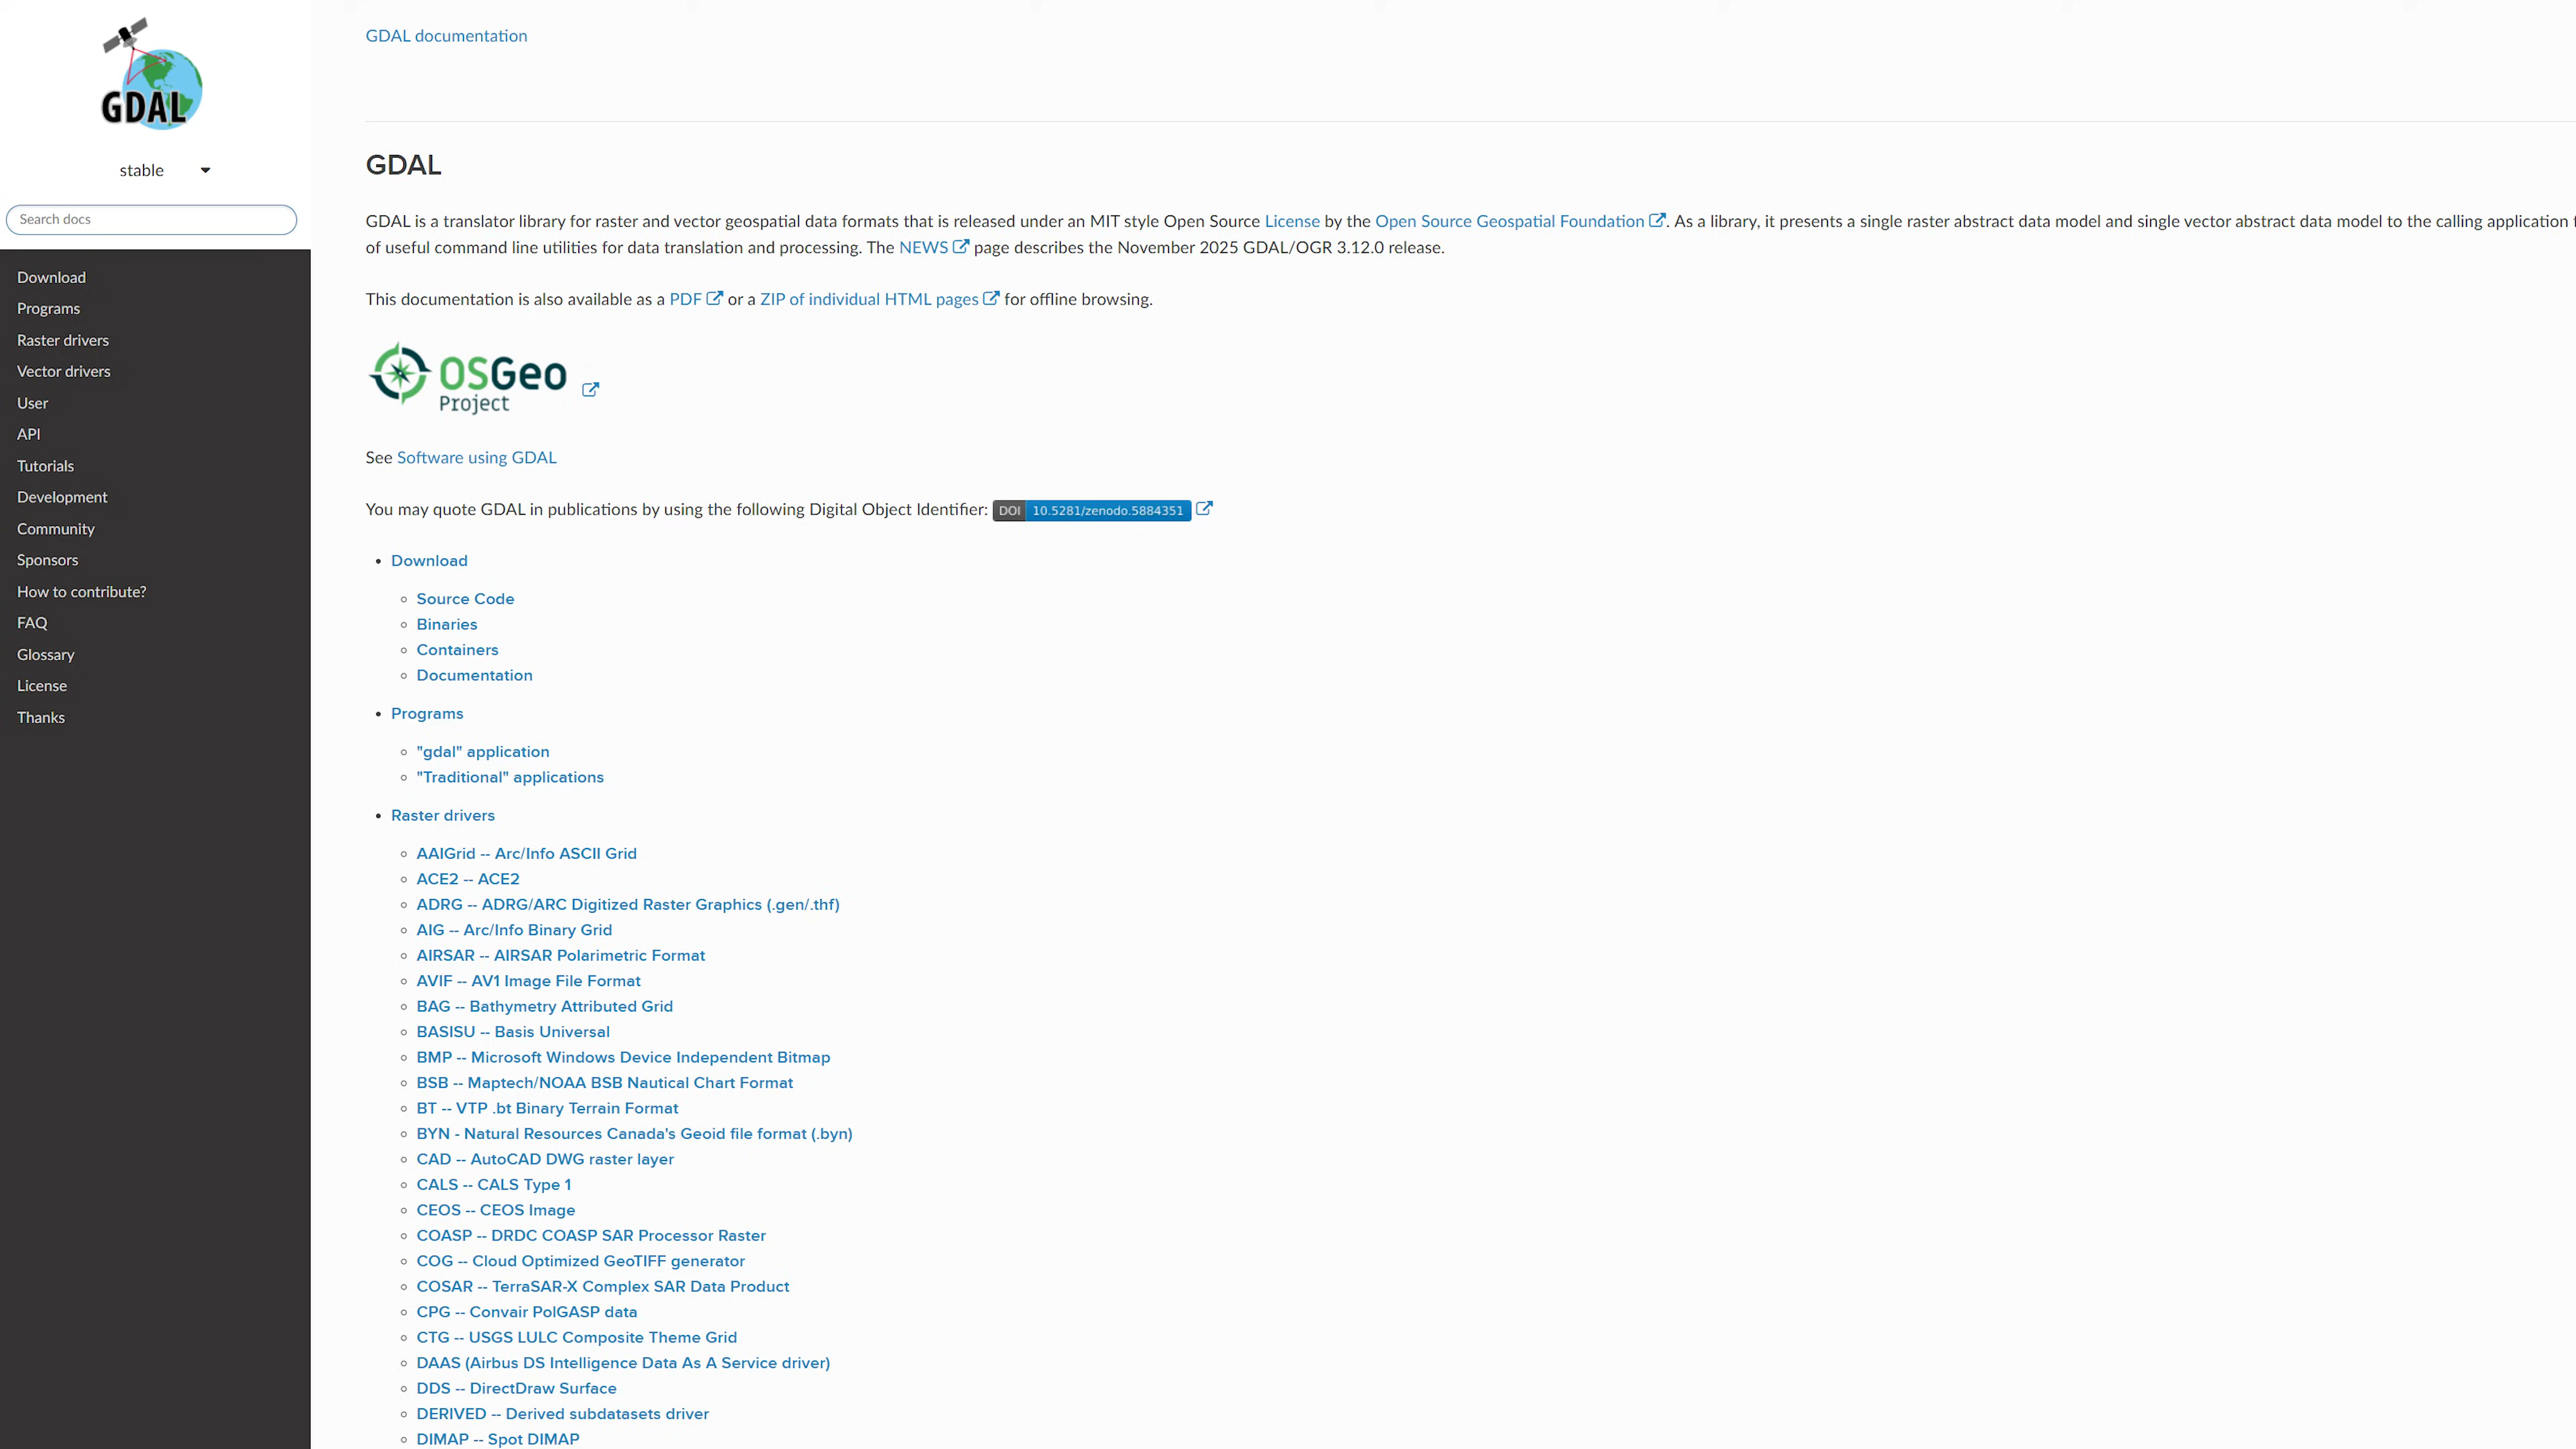 GDAL
stable
Search docs
Download
Programs
Raster drivers
Vector drivers
User
API
Tutorials
Development
Community
Sponsors
How to contribute?
FAQ
Glossary
License
Thanks
GDAL documentation
GDAL
GDAL is a translator library for raster and vector geospatial data formats that is released under an MIT style Open Source License by the Open Source Geospatial Foundation. As a library, it presents a single raster abstract data model and single vector abstract data model to the calling application
of useful command line utilities for data translation and processing. The NEWS page describes the November 2025 GDAL/OGR 3.12.0 release.
This documentation is also available as a PDF or a ZIP of individual HTML pages for offline browsing.
OSGeo
Project
See Software using GDAL
You may quote GDAL in publications by using the following Digital Object Identifier: DOI 10.5281/zenodo.5884351
• Download
◦ Source Code
◦ Binaries
◦ Containers
◦ Documentation
• Programs
◦ "gdal" application
◦ "Traditional" applications
• Raster drivers
◦ AAIGrid -- Arc/Info ASCII Grid
◦ ACE2 -- ACE2
◦ ADRG -- ADRG/ARC Digitized Raster Graphics (.gen/.thf)
◦ AIG -- Arc/Info Binary Grid
◦ AIRSAR -- AIRSAR Polarimetric Format
◦ AVIF -- AV1 Image File Format
◦ BAG -- Bathymetry Attributed Grid
◦ BASISU -- Basis Universal
◦ BMP -- Microsoft Windows Device Independent Bitmap
◦ BSB -- Maptech/NOAA BSB Nautical Chart Format
◦ BT -- VTP .bt Binary Terrain Format
◦ BYN - Natural Resources Canada's Geoid file format (.byn)
◦ CAD -- AutoCAD DWG raster layer
◦ CALS -- CALS Type 1
◦ CEOS -- CEOS Image
◦ COASP -- DRDC COASP SAR Processor Raster
◦ COG -- Cloud Optimized GeoTIFF generator
◦ COSAR -- TerraSAR-X Complex SAR Data Product
◦ CPG -- Convair PolGASP data
◦ CTG -- USGS LULC Composite Theme Grid
◦ DAAS (Airbus DS Intelligence Data As A Service driver)
◦ DDS -- DirectDraw Surface
◦ DERIVED -- Derived subdatasets driver
◦ DIMAP -- Spot DIMAP